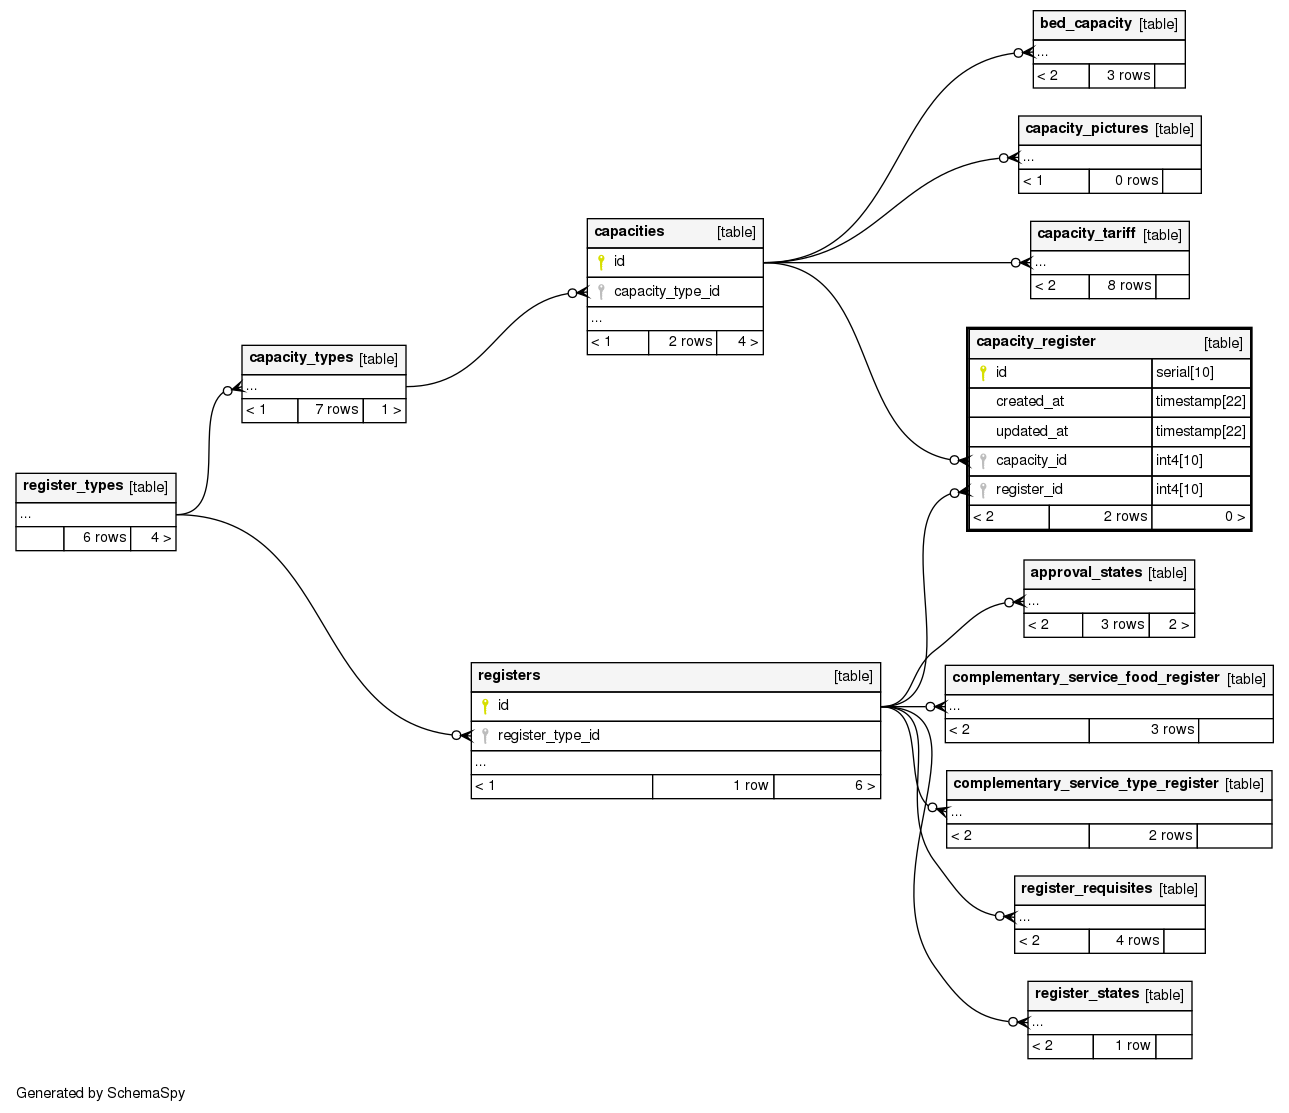 bed_capacity [table]
...
< 2 3 rows
capacity_pictures [table]
...
< 1 0 rows
capacity_tariff [table]
...
< 2 8 rows
capacities [table]
id
capacity_type_id
...
< 1 2 rows 4 >
capacity_register [table]
id serial[10]
created_at timestamp[22]
updated_at timestamp[22]
capacity_id int4[10]
register_id int4[10]
< 2 2 rows 0 >
capacity_types [table]
...
< 1 7 rows 1 >
register_types [table]
...
6 rows 4 >
approval_states [table]
...
< 2 3 rows 2 >
registers [table]
id
register_type_id
...
< 1 1 row 6 >
complementary_service_food_register [table]
...
< 2 3 rows
complementary_service_type_register [table]
...
< 2 2 rows
register_requisites [table]
...
< 2 4 rows
register_states [table]
...
< 2 1 row
Generated by SchemaSpy